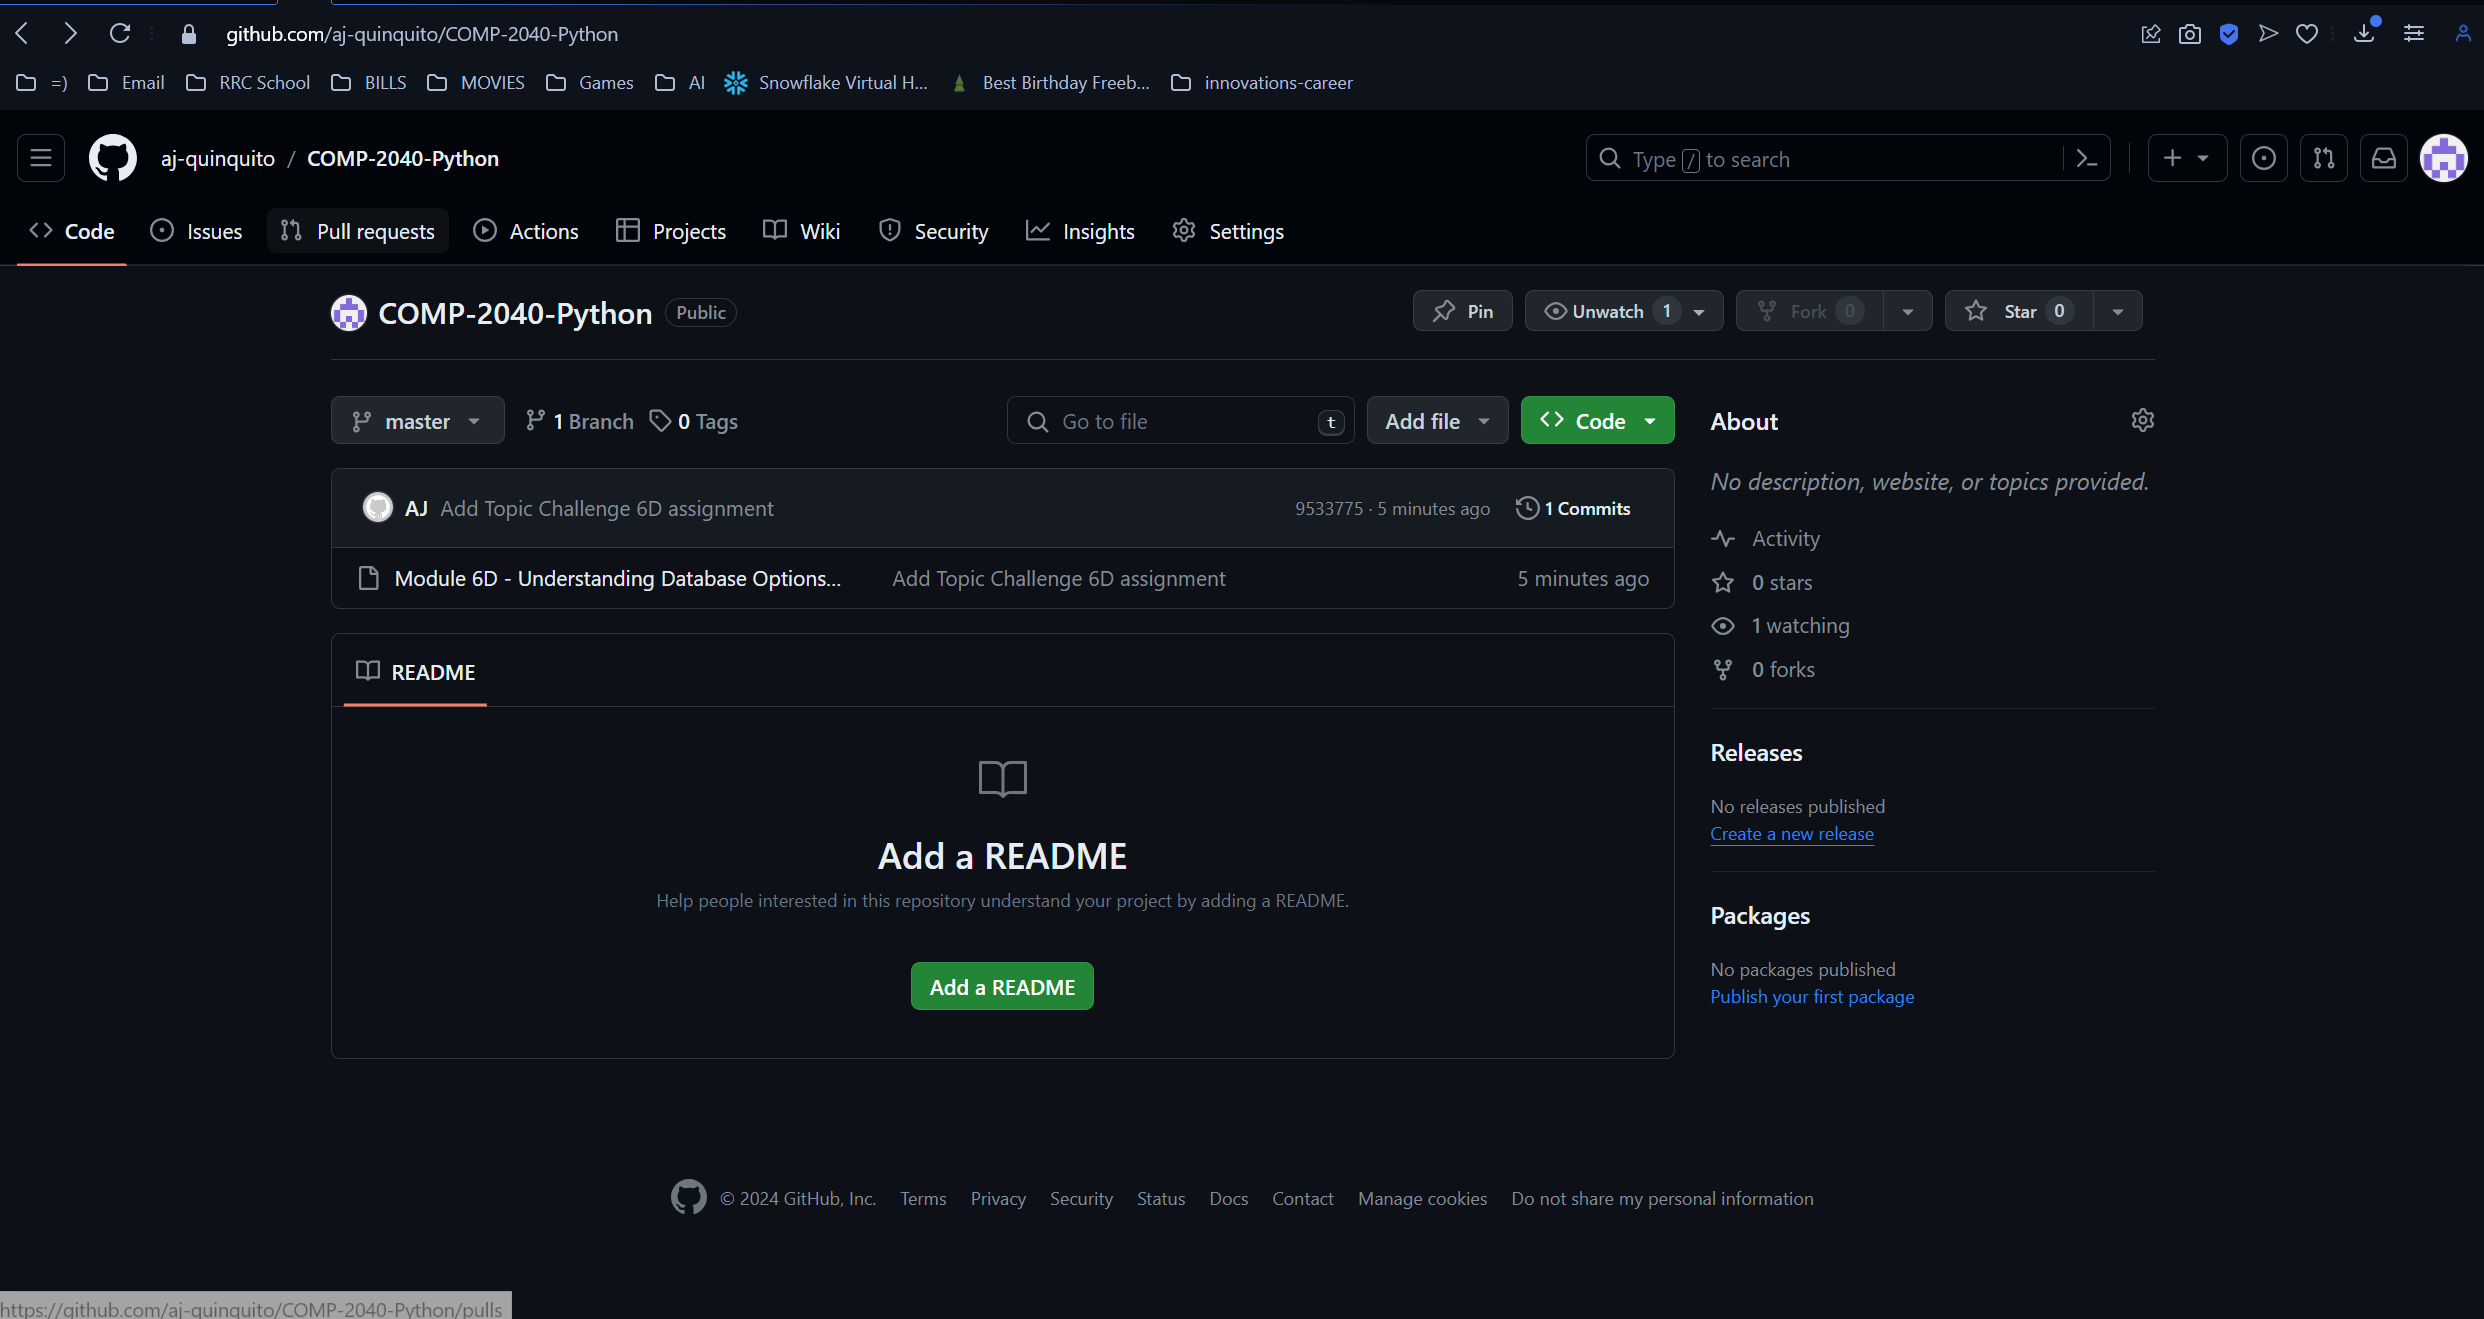 github.com/aj-quinquito/COMP-2040-Python
=) Email RRC School BILLS MOVIES Games AI Snowflake Virtual H... Best Birthday Freeb... innovations-career
aj-quinquito / COMP-2040-Python
Type / to search
Code Issues Pull requests Actions Projects Wiki Security Insights Settings
COMP-2040-Python Public
Pin Unwatch 1 Fork 0 Star 0
master 1 Branch 0 Tags
Go to file t Add file Code
AJ Add Topic Challenge 6D assignment 9533775 · 5 minutes ago 1 Commits
Module 6D - Understanding Database Options... Add Topic Challenge 6D assignment 5 minutes ago
README
Add a README
Help people interested in this repository understand your project by adding a README.
Add a README
About
No description, website, or topics provided.
Activity
0 stars
1 watching
0 forks
Releases
No releases published
Create a new release
Packages
No packages published
Publish your first package
© 2024 GitHub, Inc. Terms Privacy Security Status Docs Contact Manage cookies Do not share my personal information
https://github.com/aj-quinquito/COMP-2040-Python/pulls